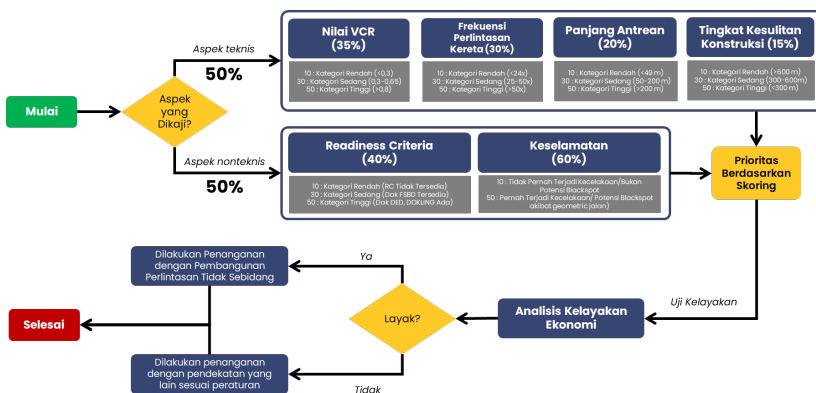 Mulai
Aspek
yang
Dikaji?
Aspek teknis
50%
Aspek nonteknis
50%
Nilai VCR
(35%)
10 : Kategori Rendah (<0,3)
30 : Kategori Sedang (0,3-0,65)
50 : Kategori Tinggi (>0,8)
Frekuensi
Perlintasan
Kereta (30%)
10 : Kategori Rendah (<24x)
30 : Kategori Sedang (25-50x)
50 : Kategori Tinggi (>50x)
Panjang Antrean
(20%)
10 : Kategori Rendah (<49 m)
30 : Kategori Sedang (50-200 m)
50 : Kategori Tinggi (>200 m)
Tingkat Kesulitan
Konstruksi (15%)
10 : Kategori Rendah (>600 m)
30 : Kategori Sedang (300-600m)
50 : Kategori Tinggi (<300 m)
Readiness Criteria
(40%)
10 : Kategori Rendah (RC Tidak Tersedia)
30 : Kategori Sedang (Dok FSBD Tersedia)
50 : Kategori Tinggi (Dok DED, DOKLING Ada)
Keselamatan
(60%)
10 : Tidak Pernah Terjadi Kecelakaan/Bukan
Potensi Blackspot
50 : Pernah Terjadi Kecelakaan/ Potensi Blackspot
akibat geometric jalan)
Prioritas
Berdasarkan
Skoring
Uji Kelayakan
Analisis Kelayakan
Ekonomi
Layak?
Ya
Dilakukan Penanganan
dengan Pembangunan
Perlintasan Tidak Sebidang
Tidak
Dilakukan penanganan
dengan pendekatan yang
lain sesuai peraturan
Selesai